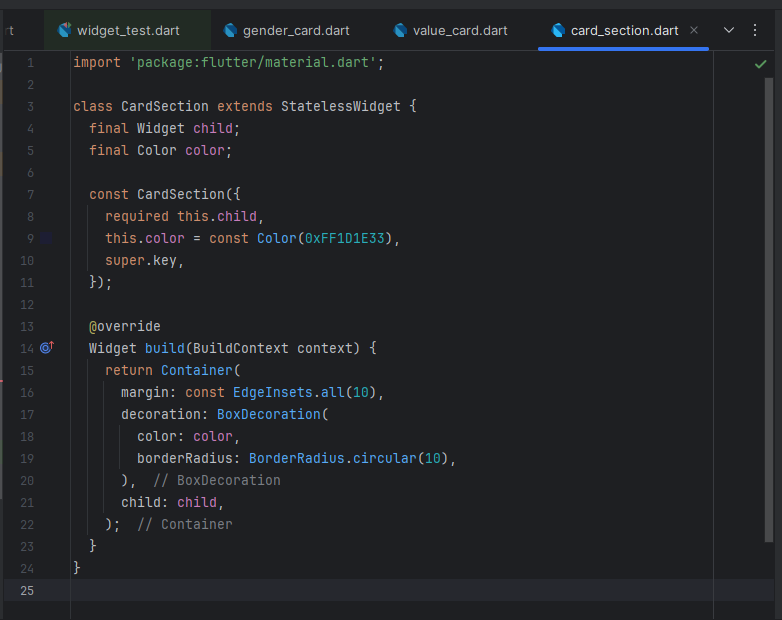 rt widget_test.dart gender_card.dart value_card.dart card_section.dart
1 import 'package:flutter/material.dart';
2
3 class CardSection extends StatelessWidget {
4   final Widget child;
5   final Color color;
6
7   const CardSection({
8     required this.child,
9     this.color = const Color(0xFF1D1E33),
10     super.key,
11   });
12
13   @override
14   Widget build(BuildContext context) {
15     return Container(
16       margin: const EdgeInsets.all(10),
17       decoration: BoxDecoration(
18         color: color,
19         borderRadius: BorderRadius.circular(10),
20       ),  // BoxDecoration
21       child: child,
22     );  // Container
23   }
24 }
25